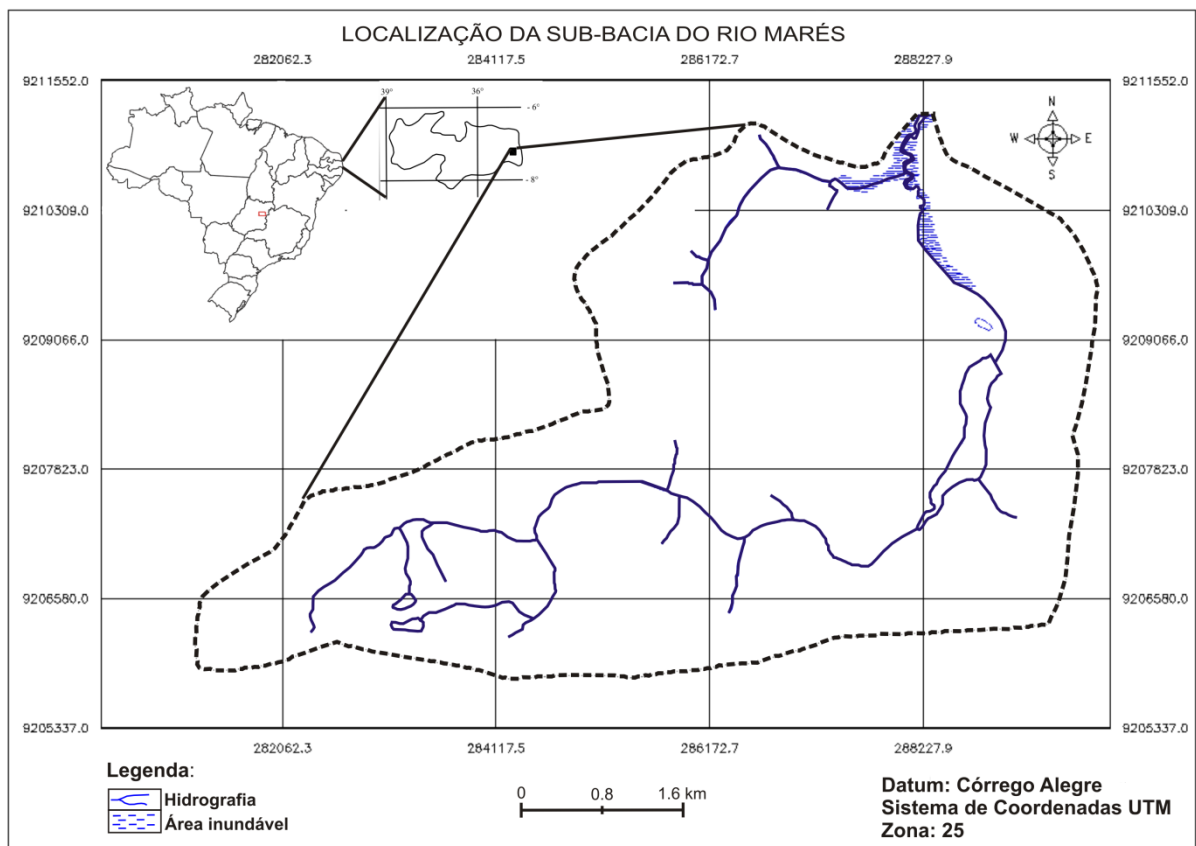 LOCALIZAÇÃO DA SUB-BACIA DO RIO MARÉS
282062.3 284117.5 286172.7 288227.9
9211552.0 9211552.0
39° 36°
- 6°
- 8°
N
W E
S
9210309.0 9210309.0
9209066.0 9209066.0
9207823.0 9207823.0
9206580.0 9206580.0
9205337.0 9205337.0
282062.3 284117.5 286172.7 288227.9
Legenda:
Hidrografia
Área inundável
0 0.8 1.6 km
Datum: Córrego Alegre
Sistema de Coordenadas UTM
Zona: 25